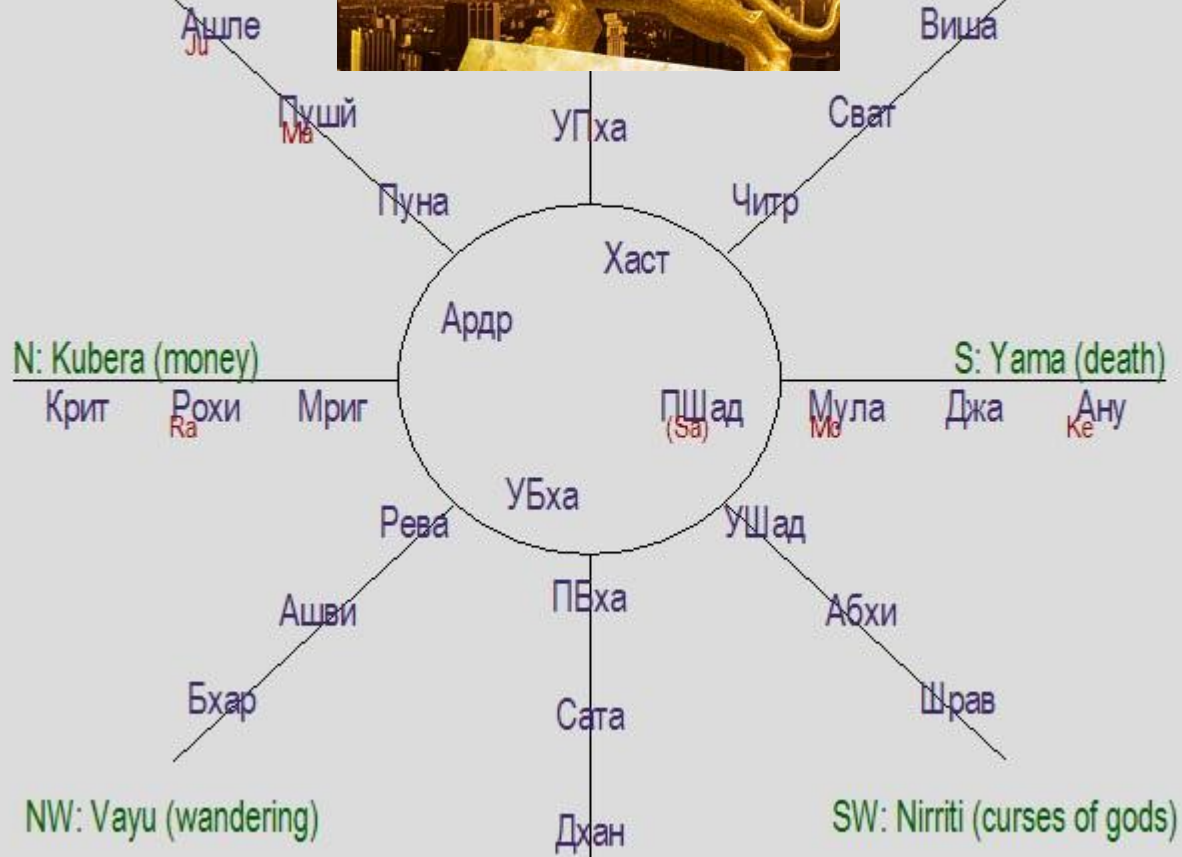 Ашле
Ju
Виша
Пушй
Ма
УПха
Сват
Пуна
Читр
Хаст
Ардр
N: Kubera (money)
S: Yama (death)
Крит
Рохи
Ra
Мриг
ПШад
(Sa)
Мула
Mo
Джа
Ану
Ke
УБха
Рева
УШад
ПБха
Ашви
Абхи
Бхар
Шрав
Сата
NW: Vayu (wandering)
SW: Nirriti (curses of gods)
Дхан